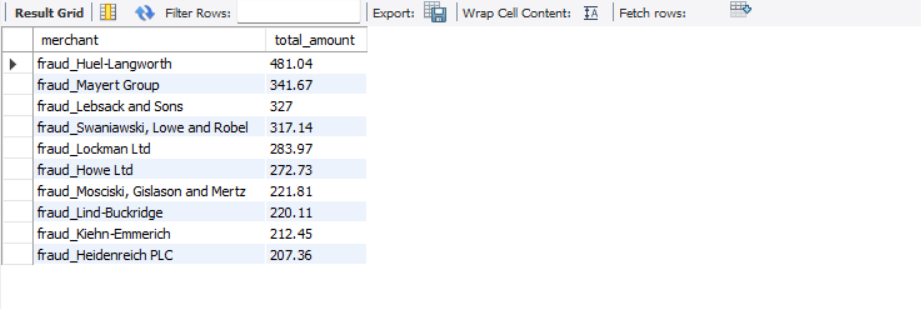 Result Grid Filter Rows: Export: Wrap Cell Content: IA Fetch rows:
merchant total_amount
fraud_Huel-Langworth 481.04
fraud_Mayert Group 341.67
fraud_Lebsack and Sons 327
fraud_Swaniawski, Lowe and Robel 317.14
fraud_Lockman Ltd 283.97
fraud_Howe Ltd 272.73
fraud_Mosciski, Gislason and Mertz 221.81
fraud_Lind-Buckridge 220.11
fraud_Kiehn-Emmerich 212.45
fraud_Heidenreich PLC 207.36